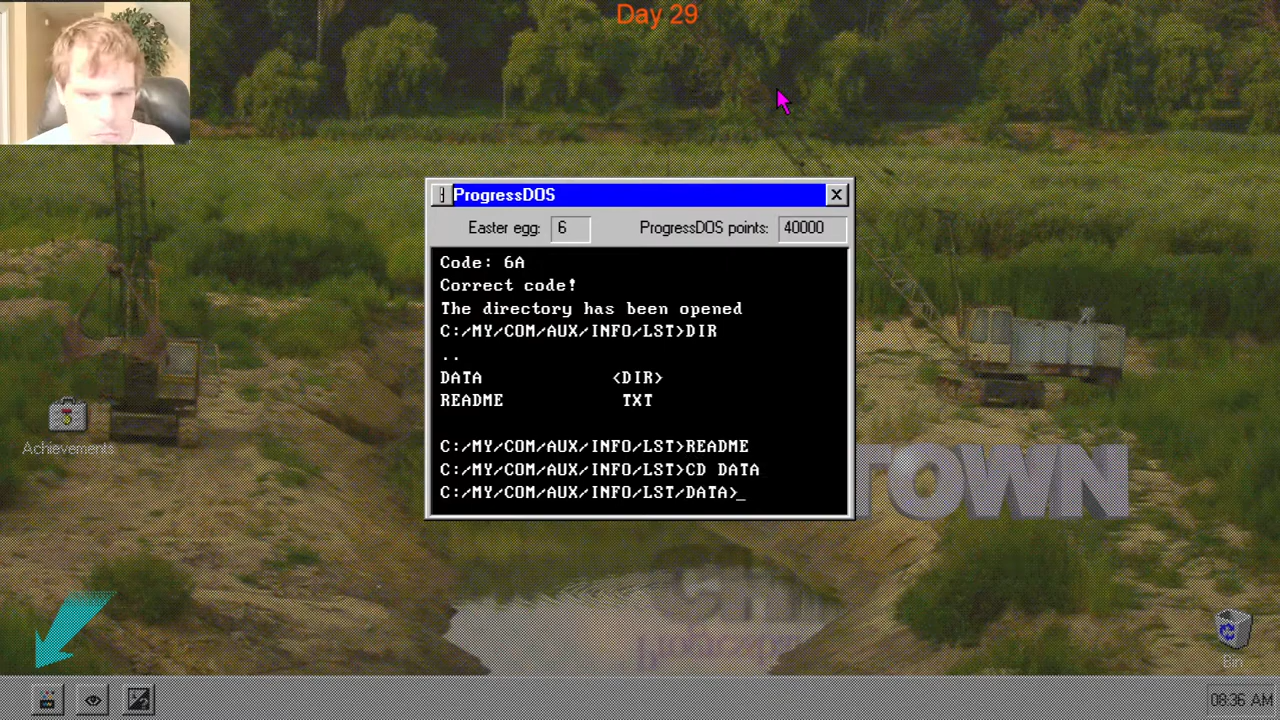 Day 29
ProgressDOS
Easter egg: 6
ProgressDOS points: 40000
Code: 6A
Correct code!
The directory has been opened
C:/MY/COM/AUX/INFO/LST>DIR
..
DATA <DIR>
README TXT
C:/MY/COM/AUX/INFO/LST>README
C:/MY/COM/AUX/INFO/LST>CD DATA
C:/MY/COM/AUX/INFO/LST/DATA>_
Achievements
TOWN
Bin
08:36 AM